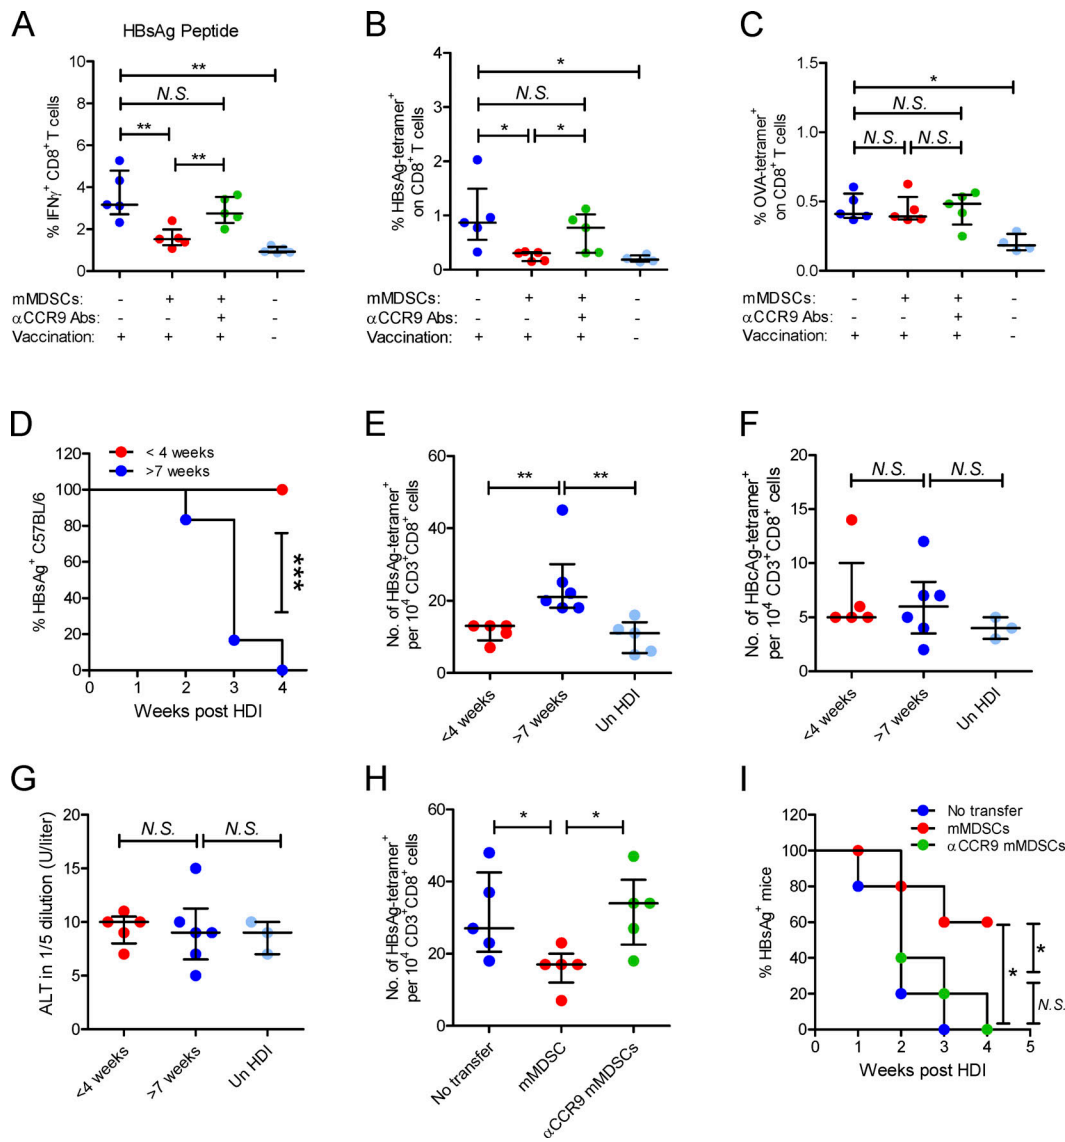 A
HBsAg Peptide
% IFNγ⁺ CD8⁺ T cells
10
8
6
4
2
0
**
N.S.
**
**
mMDSCs: - + + -
αCCR9 Abs: - - + -
Vaccination: + + + -
B
% HBsAg-tetramer⁺
on CD8⁺ T cells
4
3
2
1
0
*
N.S.
*
*
mMDSCs: - + + -
αCCR9 Abs: - - + -
Vaccination: + + + -
C
% OVA-tetramer⁺
on CD8⁺ T cells
1.5
1.0
0.5
0.0
*
N.S.
N.S.
N.S.
mMDSCs: - + + -
αCCR9 Abs: - - + -
Vaccination: + + + -
D
% HBsAg⁺ C57BL/6
120
100
80
60
40
20
0
< 4 weeks
>7 weeks
***
0 1 2 3 4
Weeks post HDI
E
No. of HBsAg-tetramer⁺
per 10⁴ CD3⁺CD8⁺ cells
60
40
20
0
**
**
<4 weeks
>7 weeks
Un HDI
F
No. of HBcAg-tetramer⁺
per 10⁴ CD3⁺CD8⁺ cells
20
15
10
5
0
N.S.
N.S.
<4 weeks
>7 weeks
Un HDI
G
ALT in 1/5 dilution (U/liter)
20
15
10
5
0
N.S.
N.S.
<4 weeks
>7 weeks
Un HDI
H
No. of HBsAg-tetramer⁺
per 10⁴ CD3⁺CD8⁺ cells
60
40
20
0
*
*
No transfer
mMDSC
αCCR9 mMDSCs
I
% HBsAg⁺ mice
120
100
80
60
40
20
0
No transfer
mMDSCs
αCCR9 mMDSCs
*
*
N.S.
0 1 2 3 4 5
Weeks post HDI